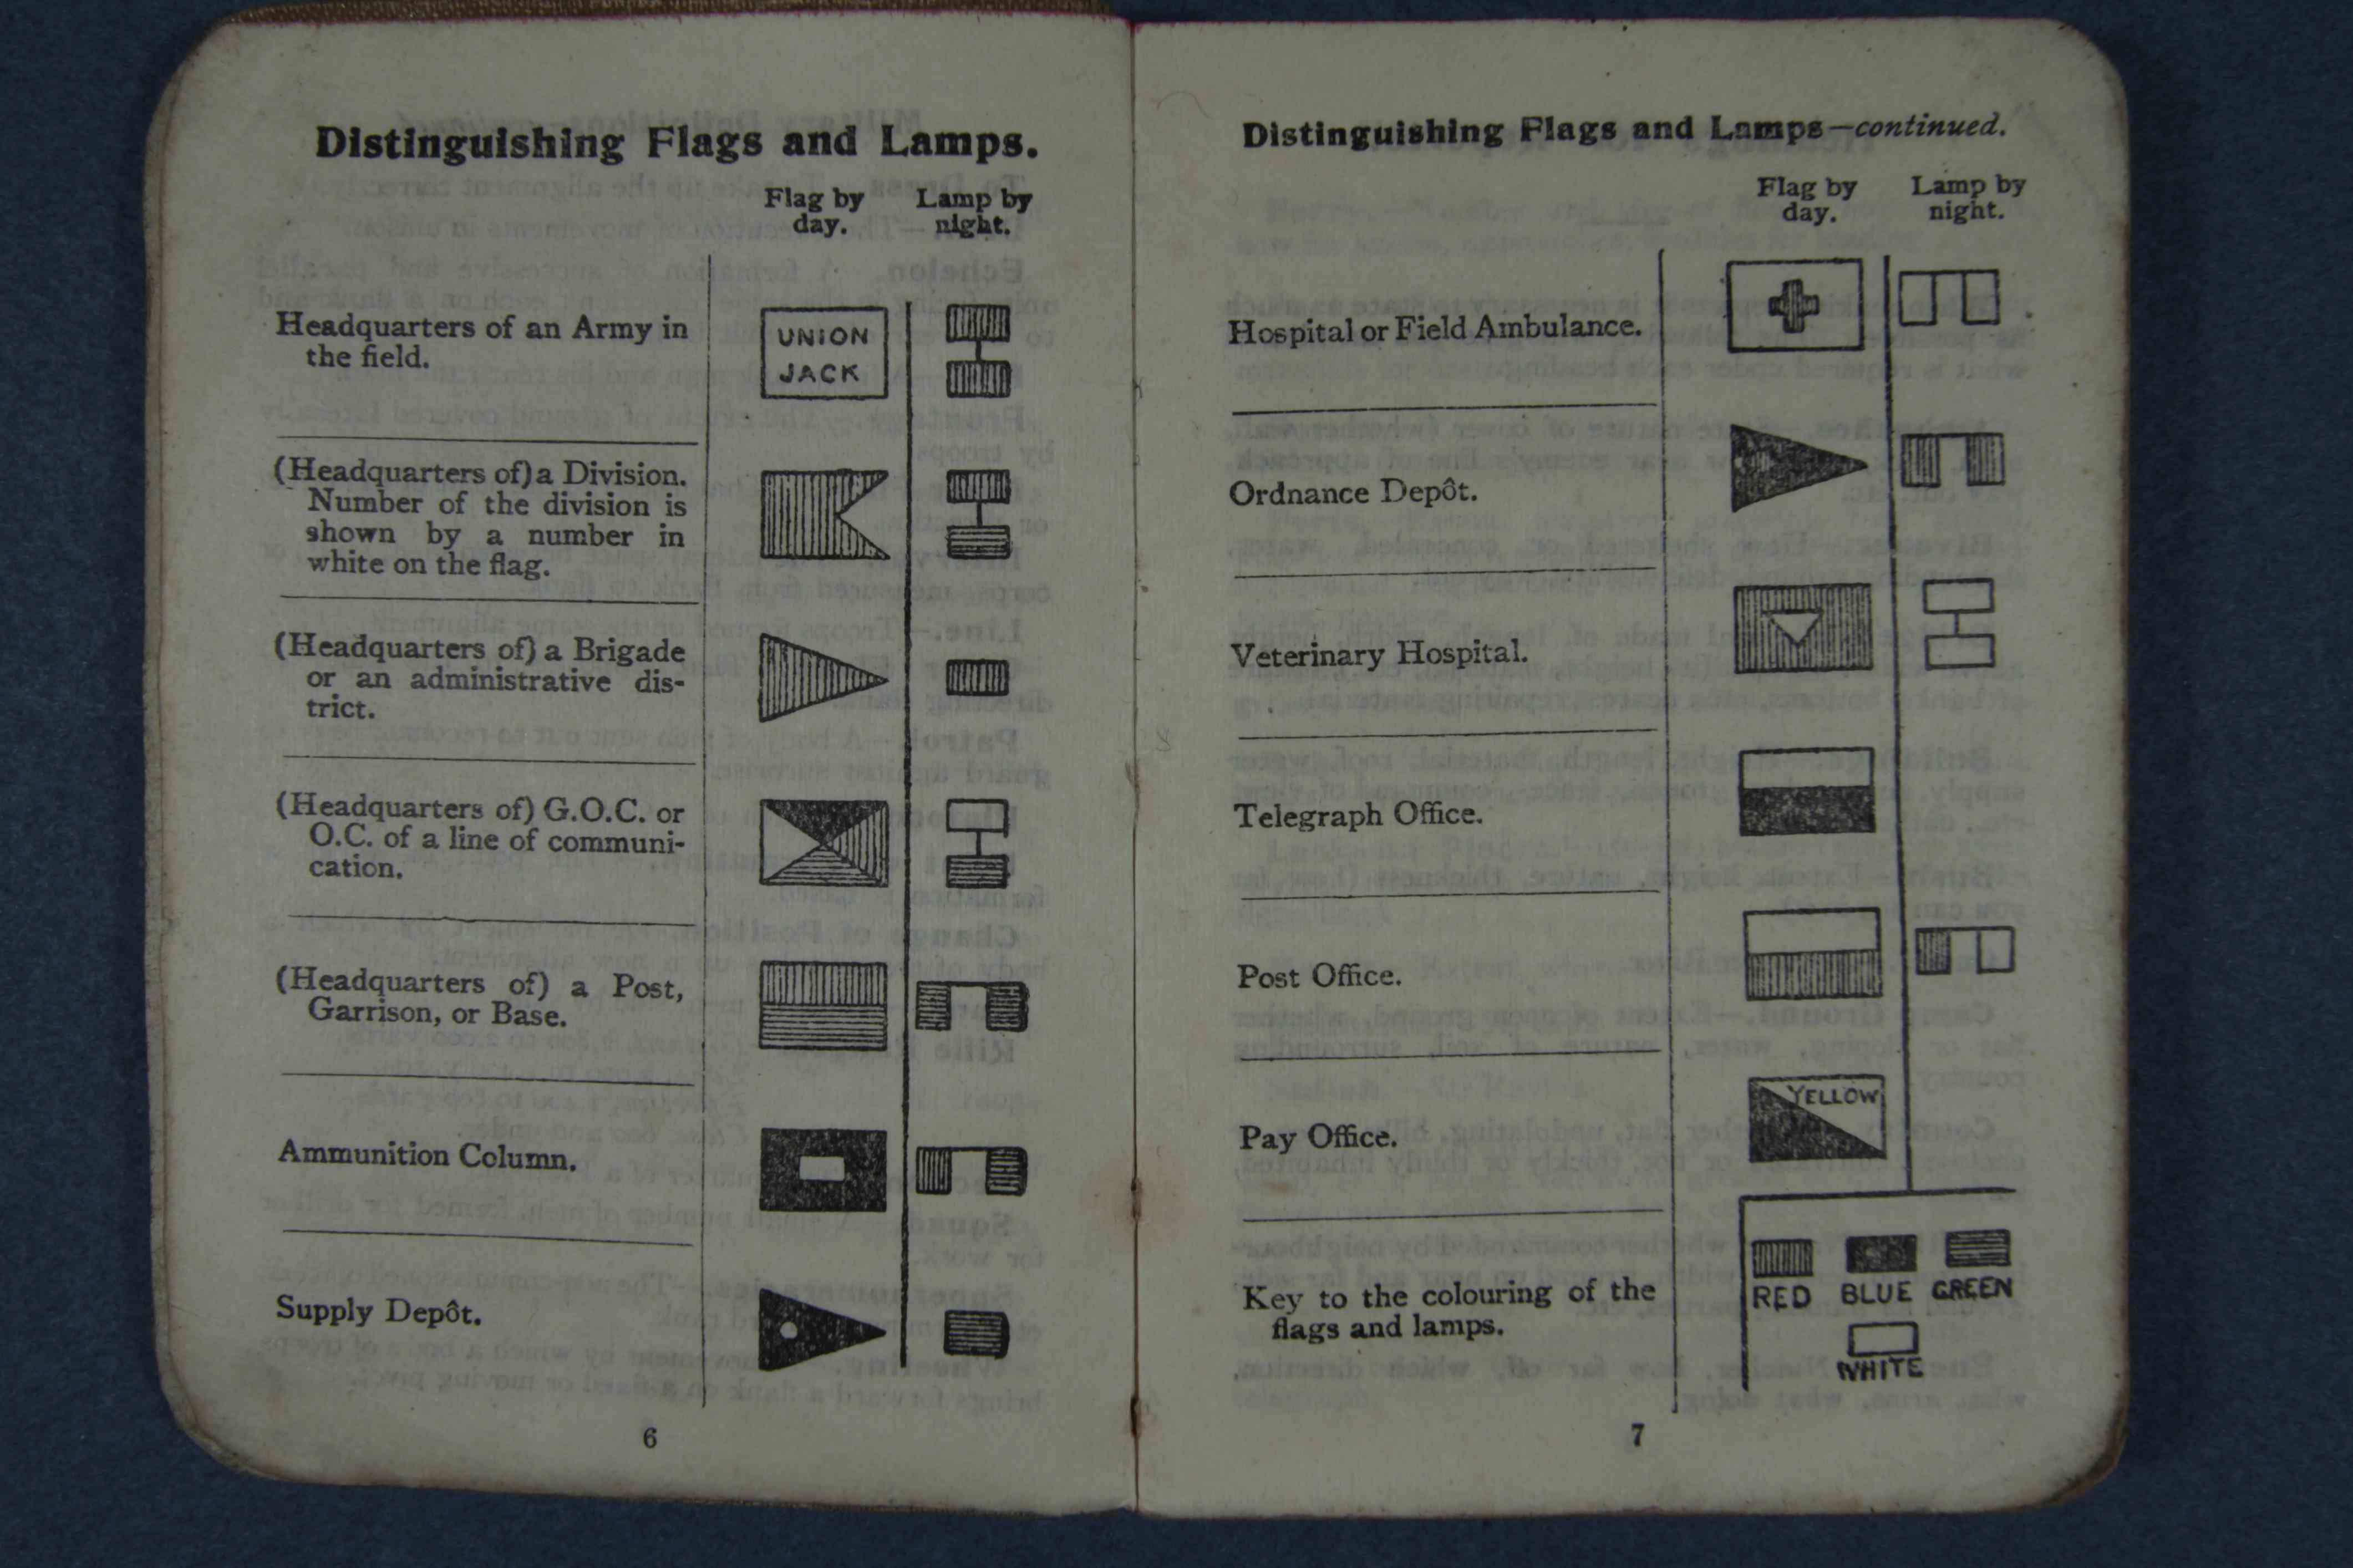 Distinguishing Flags and Lamps.
Flag by day.
Lamp by night.
Headquarters of an Army in
the field.
UNION
JACK
(Headquarters of) a Division.
Number of the division is
shown by a number in
white on the flag.
(Headquarters of) a Brigade
or an administrative dis-
trict.
(Headquarters of) G.O.C. or
O.C. of a line of communi-
cation.
(Headquarters of) a Post,
Garrison, or Base.
Ammunition Column.
Supply Depôt.
6
Distinguishing Flags and Lamps—continued.
Flag by day.
Lamp by night.
Hospital or Field Ambulance.
Ordnance Depôt.
Veterinary Hospital.
Telegraph Office.
Post Office.
Pay Office.
YELLOW
Key to the colouring of the
flags and lamps.
RED BLUE GREEN
WHITE
7